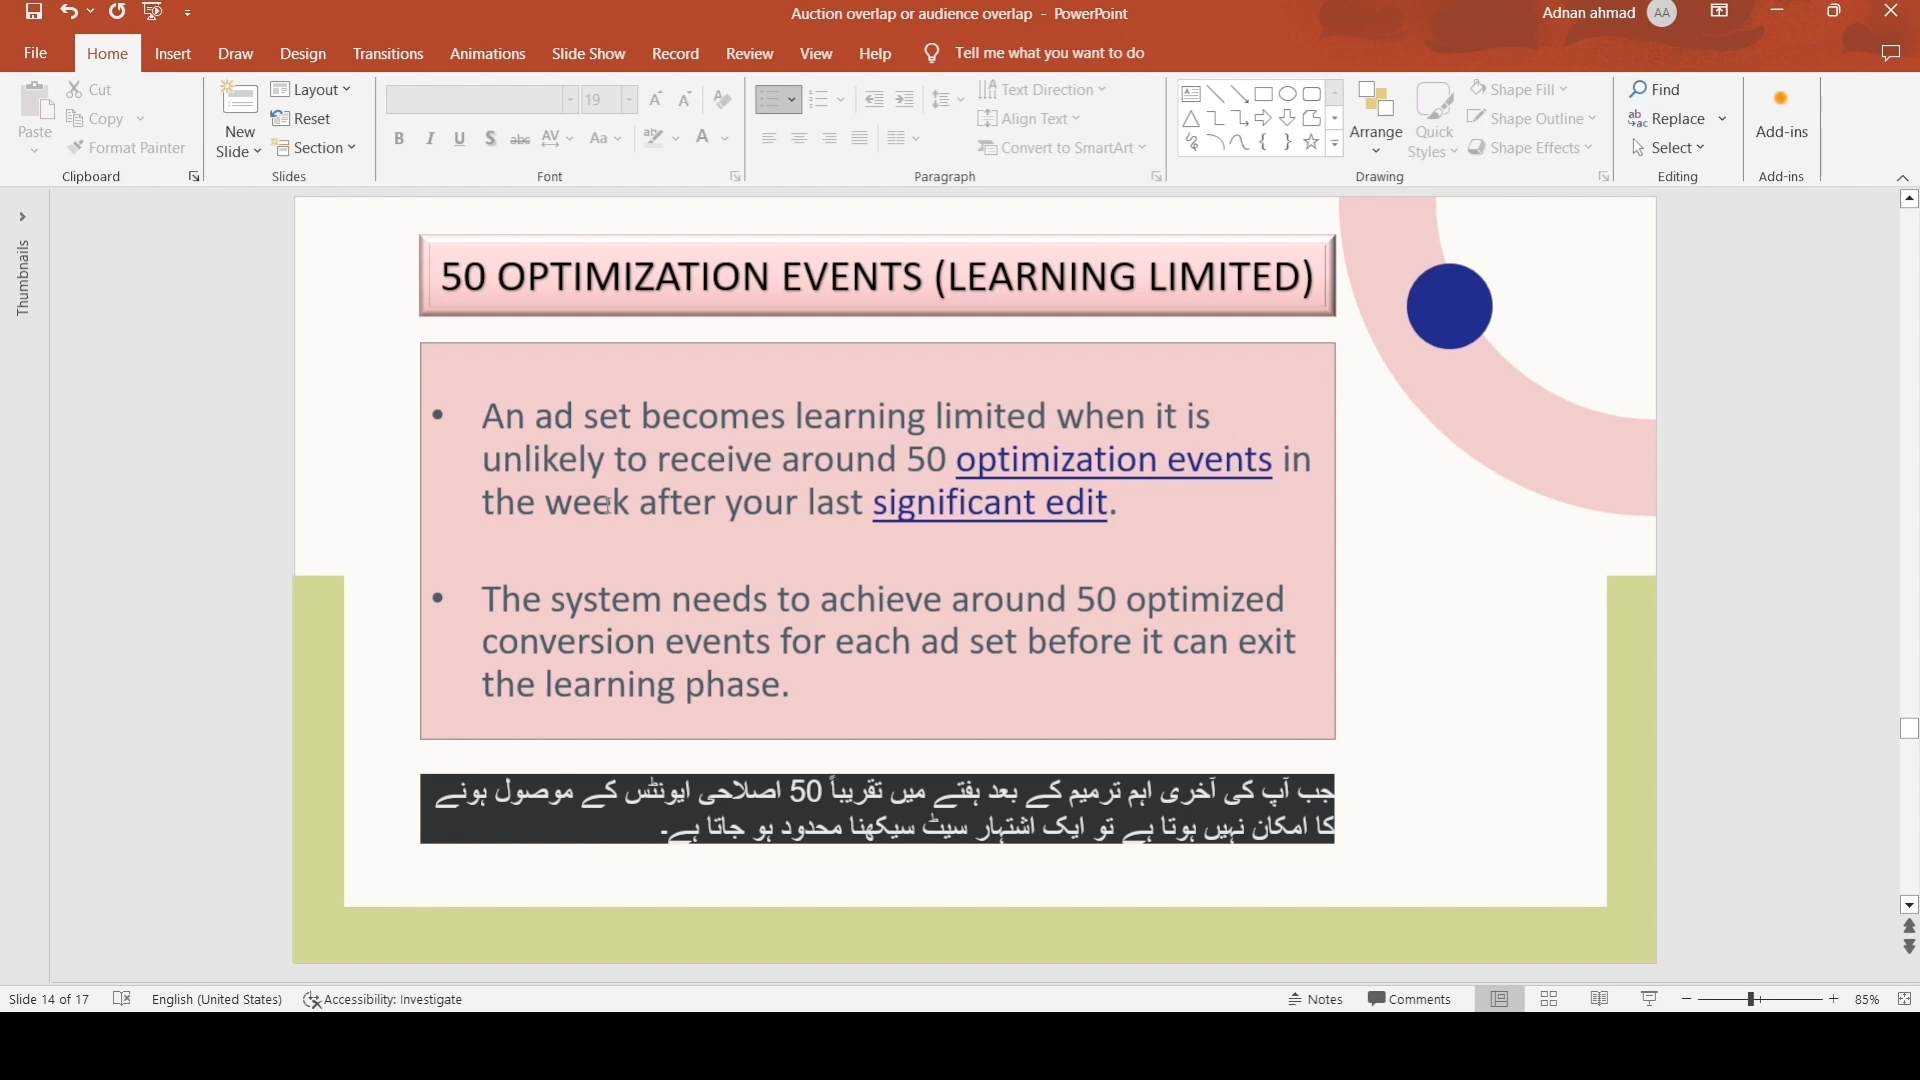 Auction overlap or audience overlap - PowerPoint
Adnan ahmad AA
File Home Insert Draw Design Transitions Animations Slide Show Record Review View Help Tell me what you want to do
Paste
Cut
Copy
Format Painter
Clipboard
New Slide
Layout
Reset
Section
Slides
19
B I U S abc AV Aa A
Font
Text Direction
Align Text
Convert to SmartArt
Paragraph
Arrange
Quick Styles
Shape Fill
Shape Outline
Shape Effects
Drawing
Find
Replace
Select
Editing
Add-ins
Add-ins
Thumbnails
50 OPTIMIZATION EVENTS (LEARNING LIMITED)
• An ad set becomes learning limited when it is
unlikely to receive around 50 optimization events in
the week after your last significant edit.
• The system needs to achieve around 50 optimized
conversion events for each ad set before it can exit
the learning phase.
جب آپ کی آخری اہم ترمیم کے بعد ہفتے میں تقریباً 50 اصلاحی ایونٹس کے موصول ہونے
کا امکان نہیں ہوتا ہے تو ایک اشتہار سیٹ سیکھنا محدود ہو جاتا ہے۔
Slide 14 of 17 English (United States) Accessibility: Investigate Notes Comments 85%